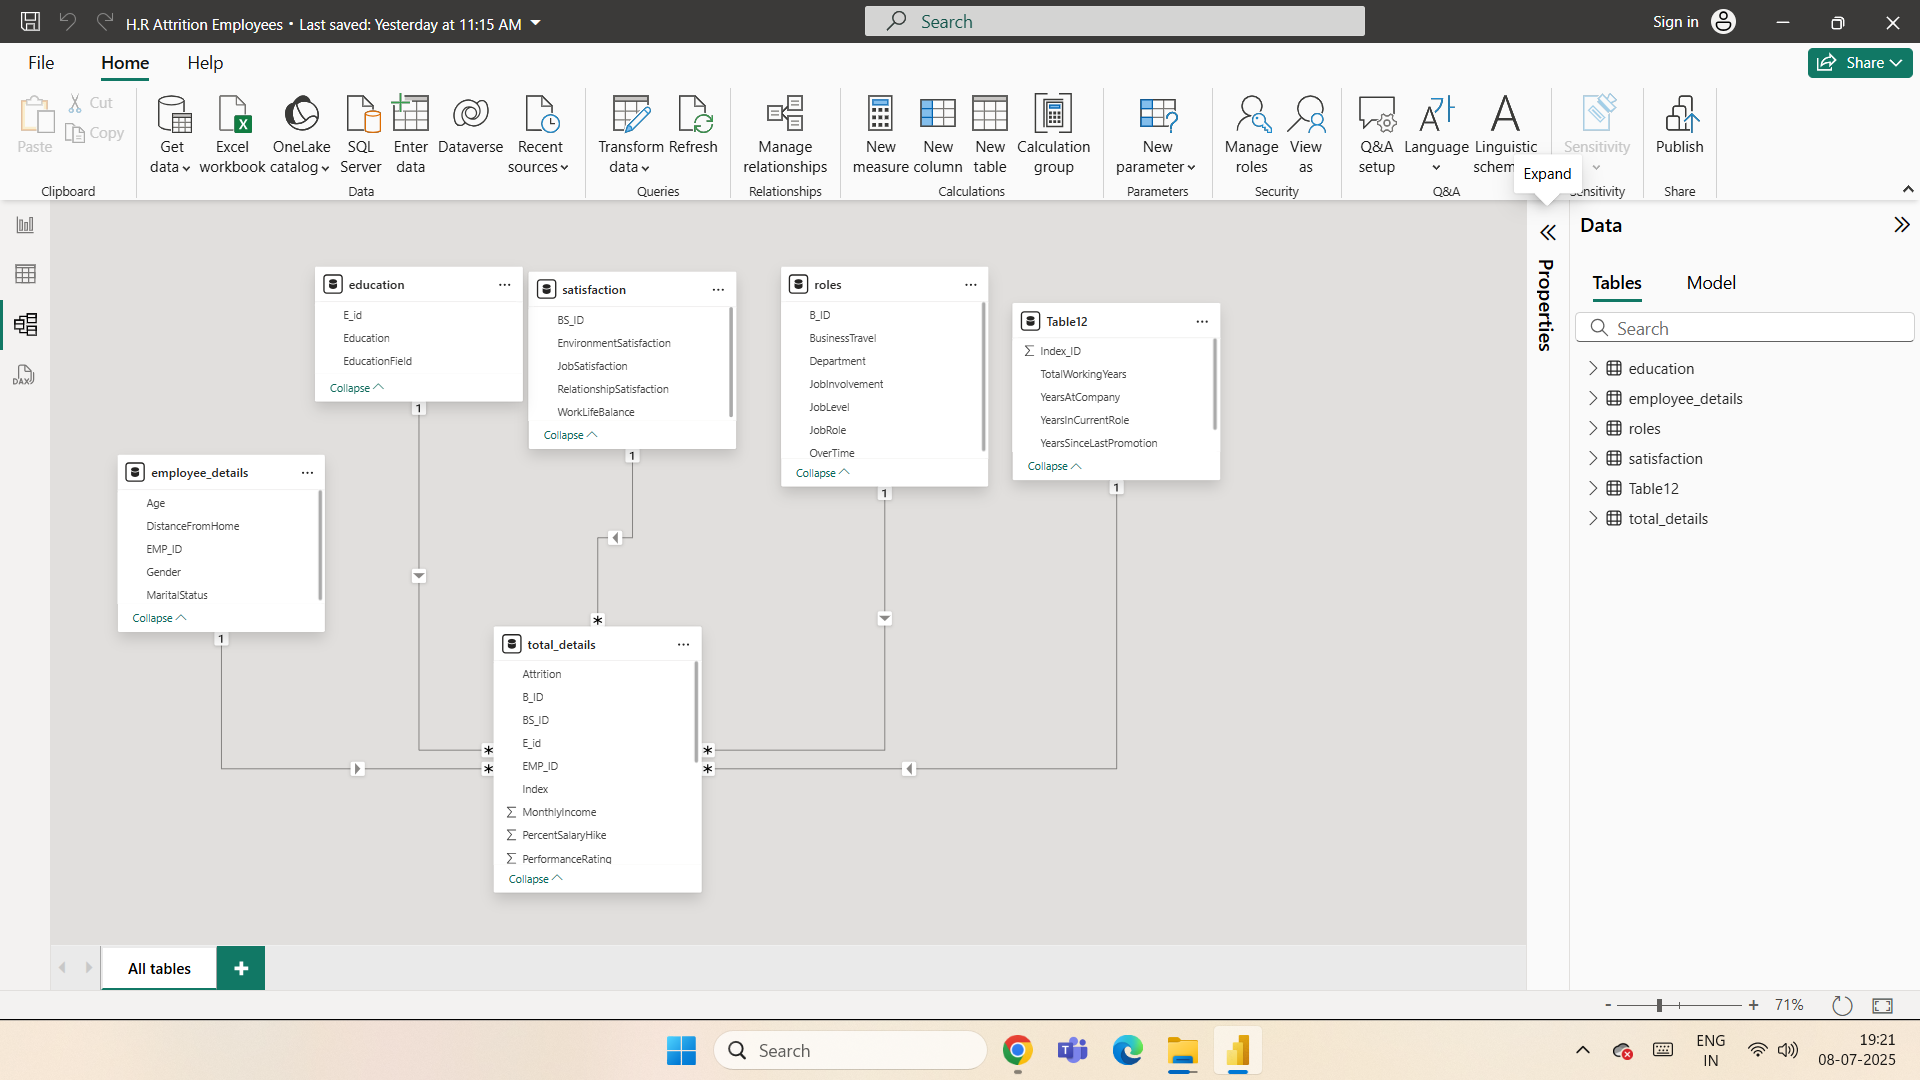 H.R Attrition Employees • Last saved: Yesterday at 11:15 AM
Search
Sign in
File
Home
Help
Share
Paste
Cut
Copy
Clipboard
Get data
Excel workbook
OneLake catalog
SQL Server
Enter data
Dataverse
Recent sources
Data
Transform data
Refresh
Queries
Manage relationships
Relationships
New measure
New column
New table
Calculation group
Calculations
New parameter
Parameters
Manage roles
View as
Security
Q&A setup
Language
Linguistic schem
Q&A
Sensitivity
nsitivity
Publish
Share
Expand
education
E_id
Education
EducationField
Collapse
1
satisfaction
BS_ID
EnvironmentSatisfaction
JobSatisfaction
RelationshipSatisfaction
WorkLifeBalance
Collapse
1
roles
B_ID
BusinessTravel
Department
JobInvolvement
JobLevel
JobRole
OverTime
Collapse
1
Table12
Σ Index_ID
TotalWorkingYears
YearsAtCompany
YearsInCurrentRole
YearsSinceLastPromotion
Collapse
1
employee_details
Age
DistanceFromHome
EMP_ID
Gender
MaritalStatus
Collapse
1
*
total_details
Attrition
B_ID
BS_ID
E_id
EMP_ID
Index
Σ MonthlyIncome
Σ PercentSalaryHike
Σ PerformanceRating
Collapse
* *
* *
Properties
Data
Tables
Model
Search
education
employee_details
roles
satisfaction
Table12
total_details
All tables
+
- + 71%
Search
DAX
ENG
IN
19:21
08-07-2025